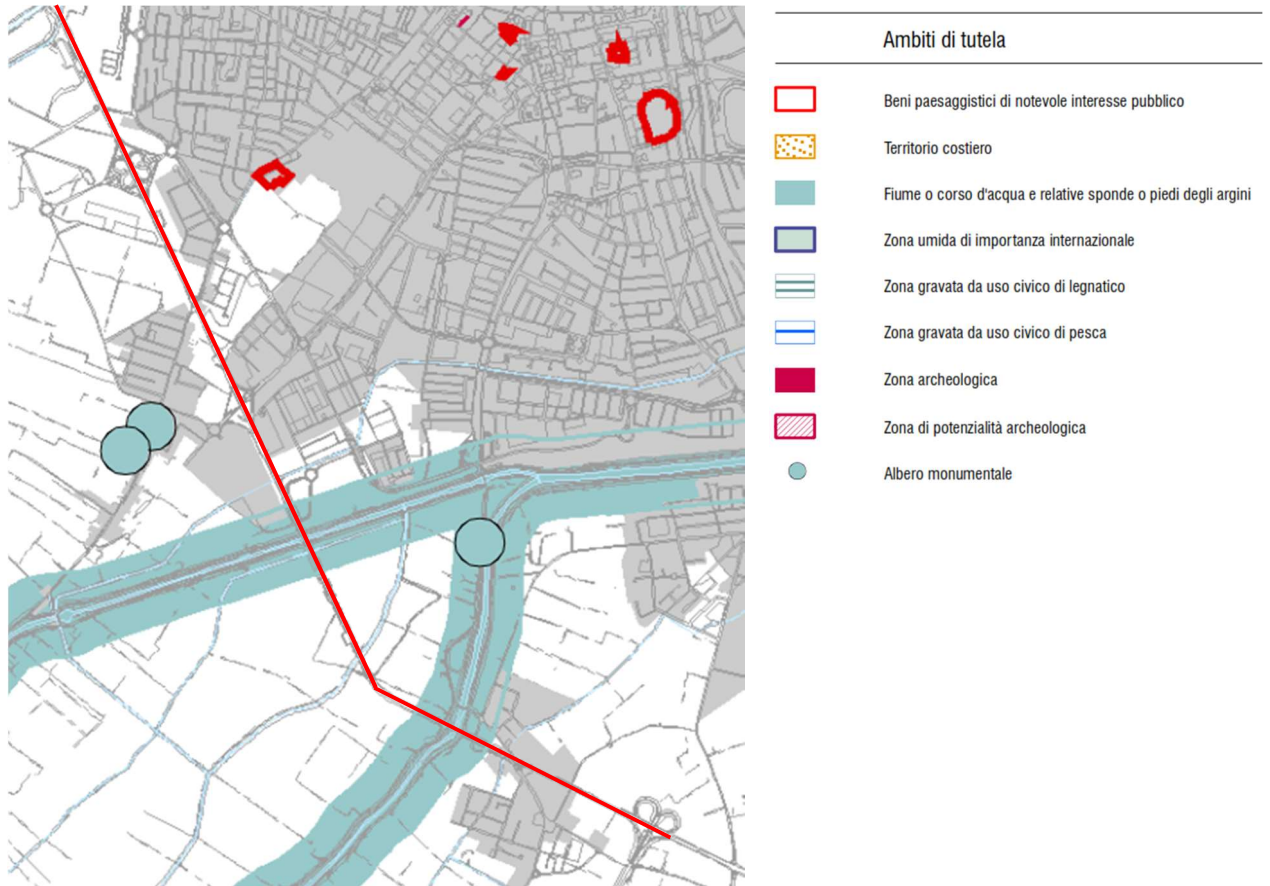 Ambiti di tutela
Beni paesaggistici di notevole interesse pubblico
Territorio costiero
Fiume o corso d'acqua e relative sponde o piedi degli argini
Zona umida di importanza internazionale
Zona gravata da uso civico di legnatico
Zona gravata da uso civico di pesca
Zona archeologica
Zona di potenzialità archeologica
Albero monumentale